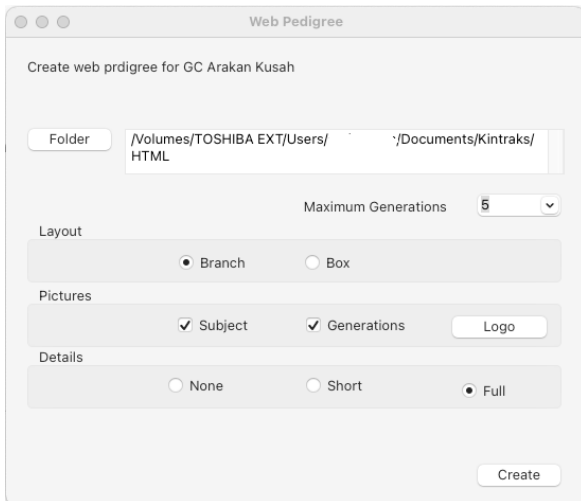 Web Pedigree
Create web prdigree for GC Arakan Kusah
Folder
/Volumes/TOSHIBA EXT/Users/ /Documents/Kintraks/
HTML
Maximum Generations 5
Layout
Branch Box
Pictures
Subject Generations Logo
Details
None Short Full
Create